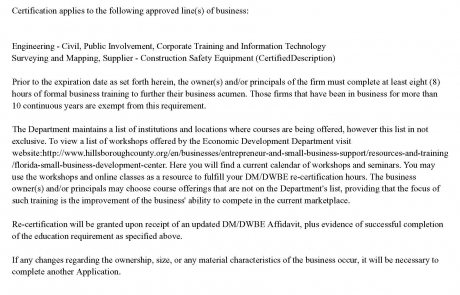 Certification applies to the following approved line(s) of business:
Engineering - Civil, Public Involvement, Corporate Training and Information Technology
Surveying and Mapping, Supplier - Construction Safety Equipment (CertifiedDescription)
Prior to the expiration date as set forth herein, the owner(s) and/or principals of the firm must complete at least eight (8)
hours of formal business training to further their business acumen. Those firms that have been in business for more than
10 continuous years are exempt from this requirement.
The Department maintains a list of institutions and locations where courses are being offered, however this list in not
exclusive. To view a list of workshops offered by the Economic Development Department visit
website:http://www.hillsboroughcounty.org/en/businesses/entrepreneur-and-small-business-support/resources-and-training
/florida-small-business-development-center. Here you will find a current calendar of workshops and seminars. You may
use the workshops and online classes as a resource to fulfill your DM/DWBE re-certification hours. The business
owner(s) and/or principals may choose course offerings that are not on the Department's list, providing that the focus of
such training is the improvement of the business' ability to compete in the current marketplace.
Re-certification will be granted upon receipt of an updated DM/DWBE Affidavit, plus evidence of successful completion
of the education requirement as specified above.
If any changes regarding the ownership, size, or any material characteristics of the business occur, it will be necessary to
complete another Application.